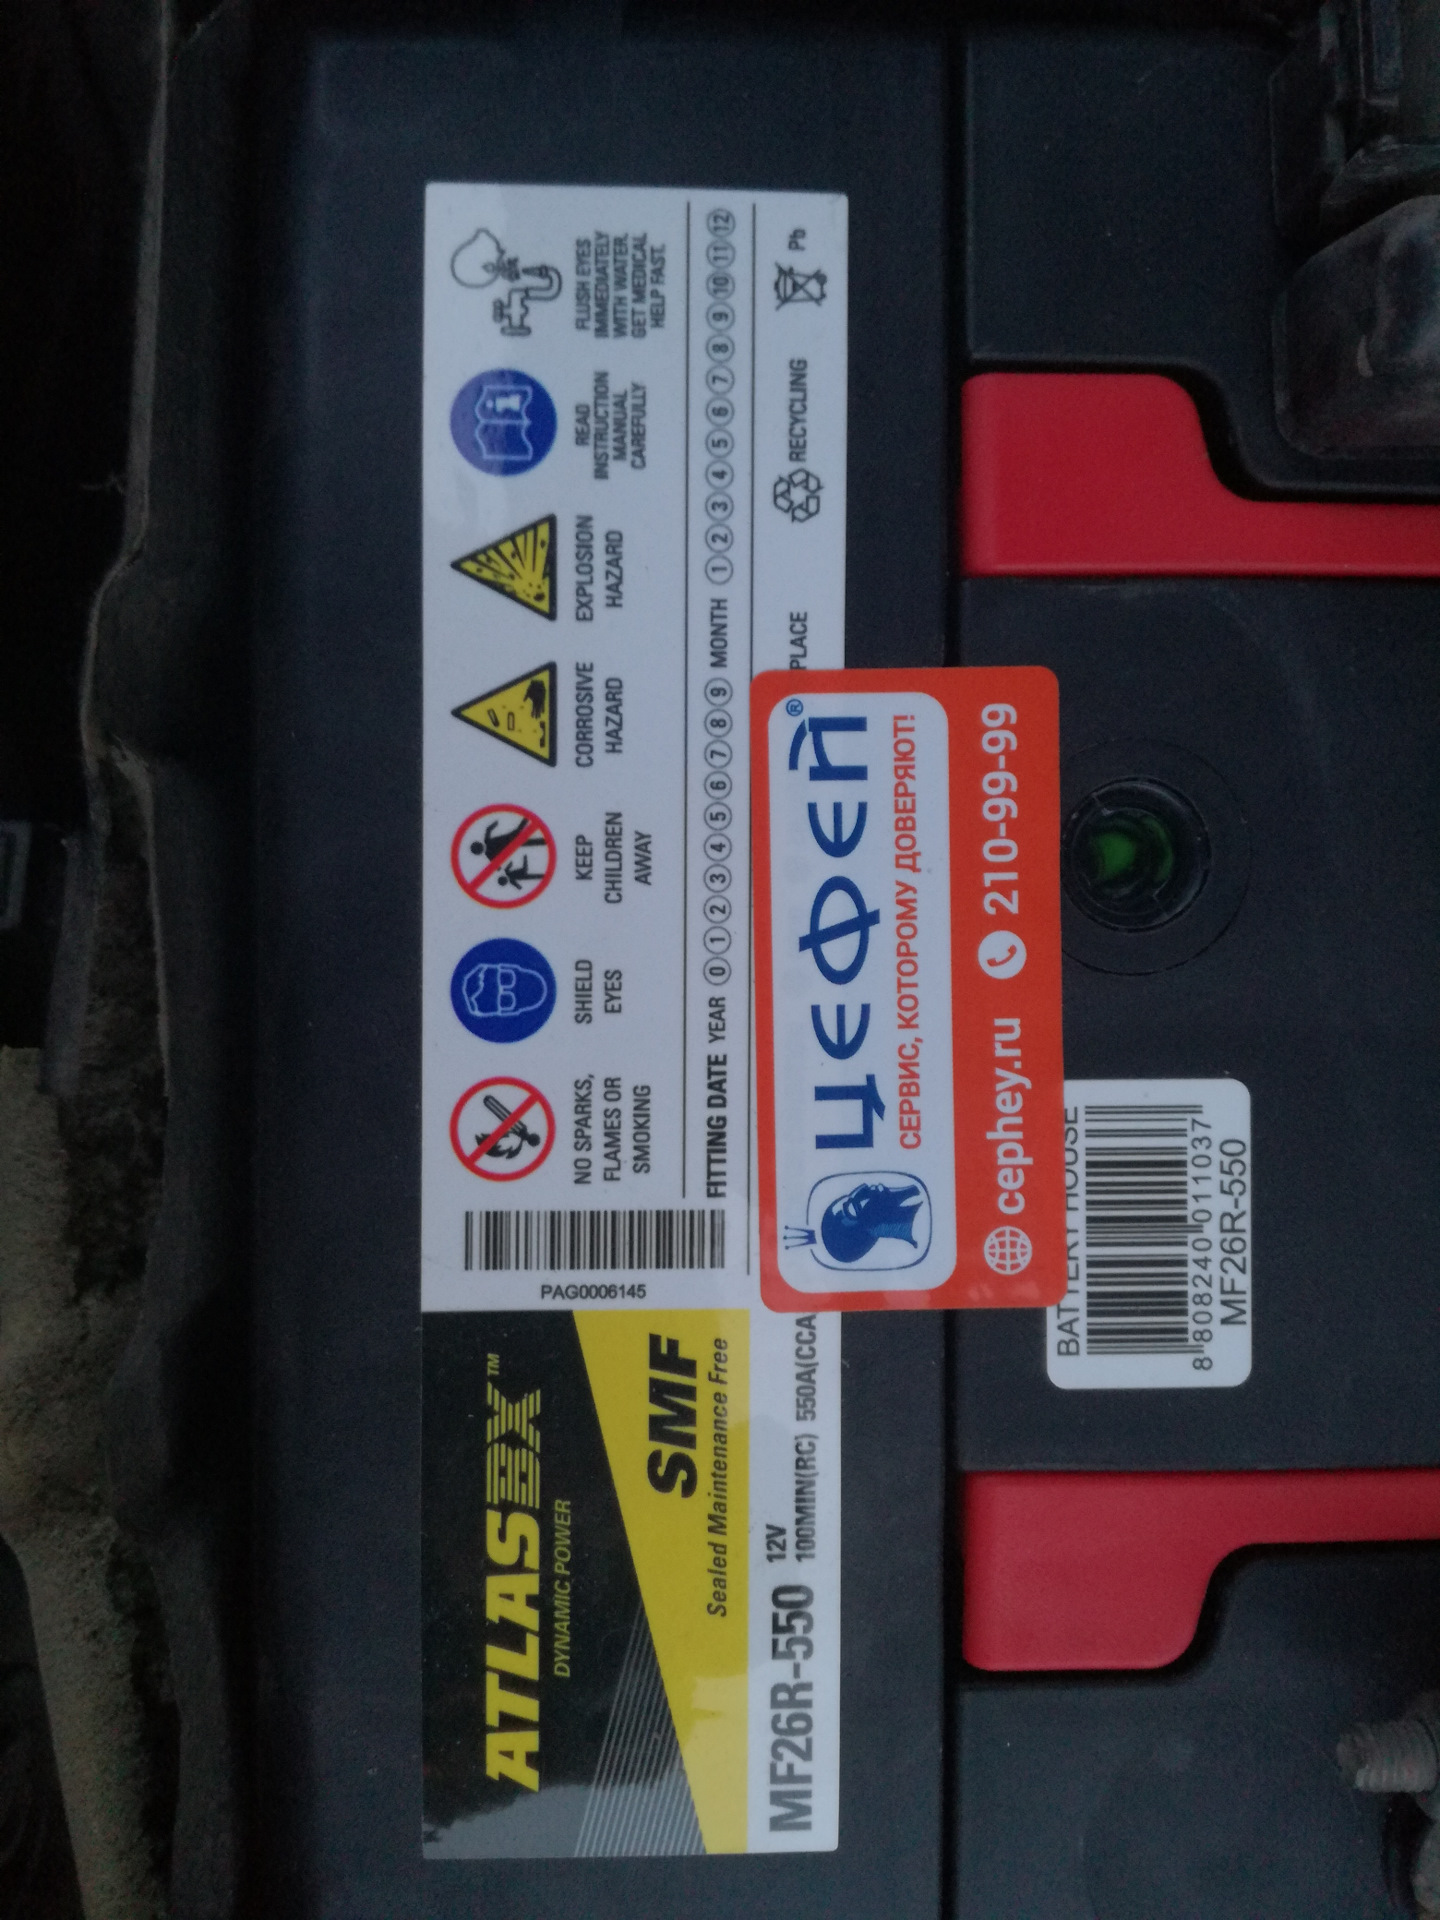 ATLASBX™
DYNAMIC POWER
SMF
Sealed Maintenance Free
MF26R-550
12V
100MIN(RC) 550A(CCA
PAG0006145
NO SPARKS,
FLAMES OR
SMOKING
SHIELD
EYES
KEEP
CHILDREN
AWAY
CORROSIVE
HAZARD
EXPLOSION
HAZARD
READ
INSTRUCTION
MANUAL
CAREFULLY
FLUSH EYES
IMMEDIATELY
WITH WATER.
GET MEDICAL
HELP FAST.
FITTING DATE YEAR 0 1 2 3 4 5 6 7 8 9 MONTH 1 2 3 4 5 6 7 8 9 10 11 12
PLACE
RECYCLING
Pb
ЦЕФЕЙ®
СЕРВИС, КОТОРОМУ ДОВЕРЯЮТ!
cephey.ru 210-99-99
BATTERY HOUSE
8 808240 011037
MF26R-550